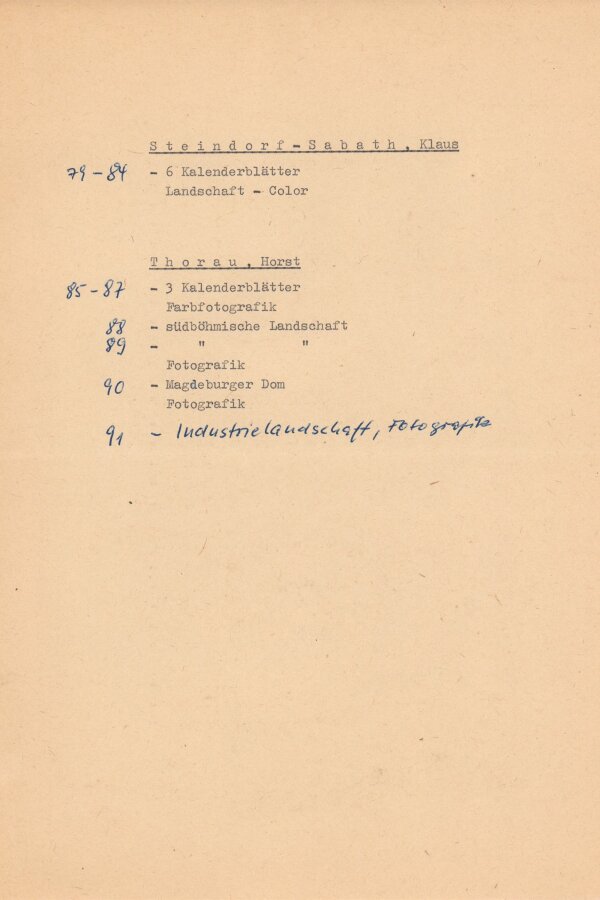 S t e i n d o r f - S a b a t h , Klaus
79 - 84 - 6 Kalenderblätter
Landschaft - Color
T h o r a u , Horst
85 - 87 - 3 Kalenderblätter
Farbfotografik
88 - südböhmische Landschaft
89 - " "
Fotografik
90 - Magdeburger Dom
Fotografik
91 - Industrielandschaft, Fotografik